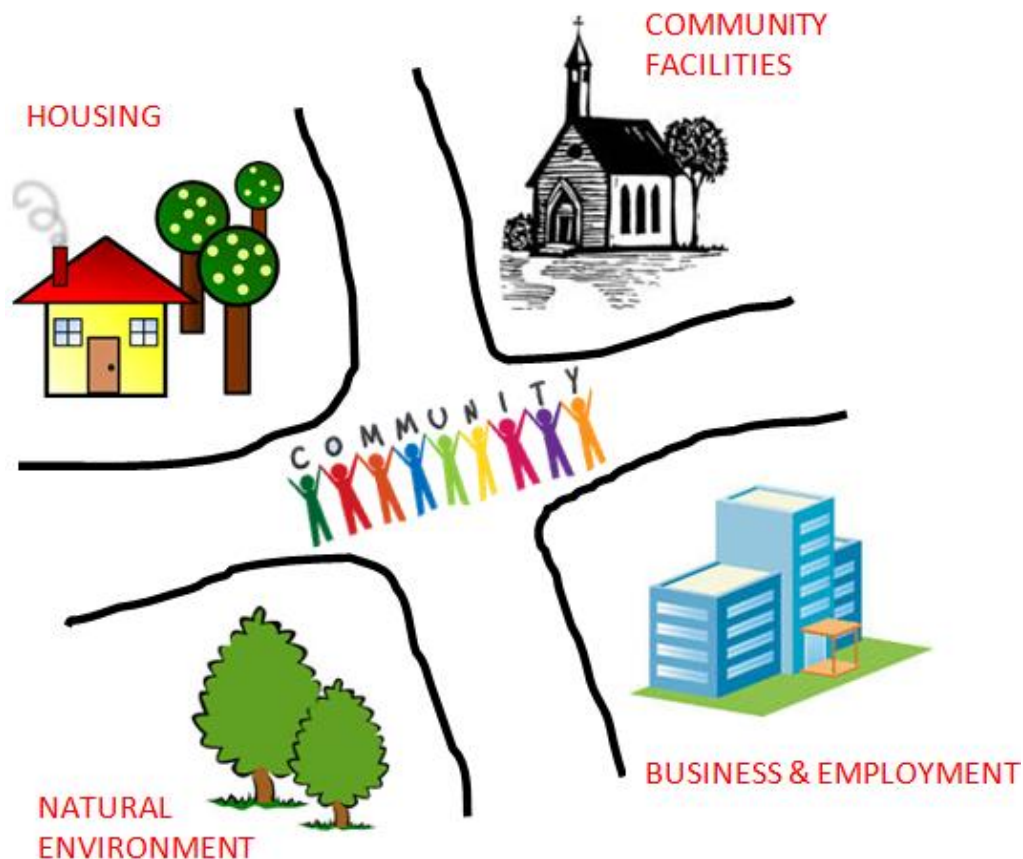 COMMUNITY
FACILITIES
HOUSING
COMMUNITY
BUSINESS & EMPLOYMENT
NATURAL
ENVIRONMENT